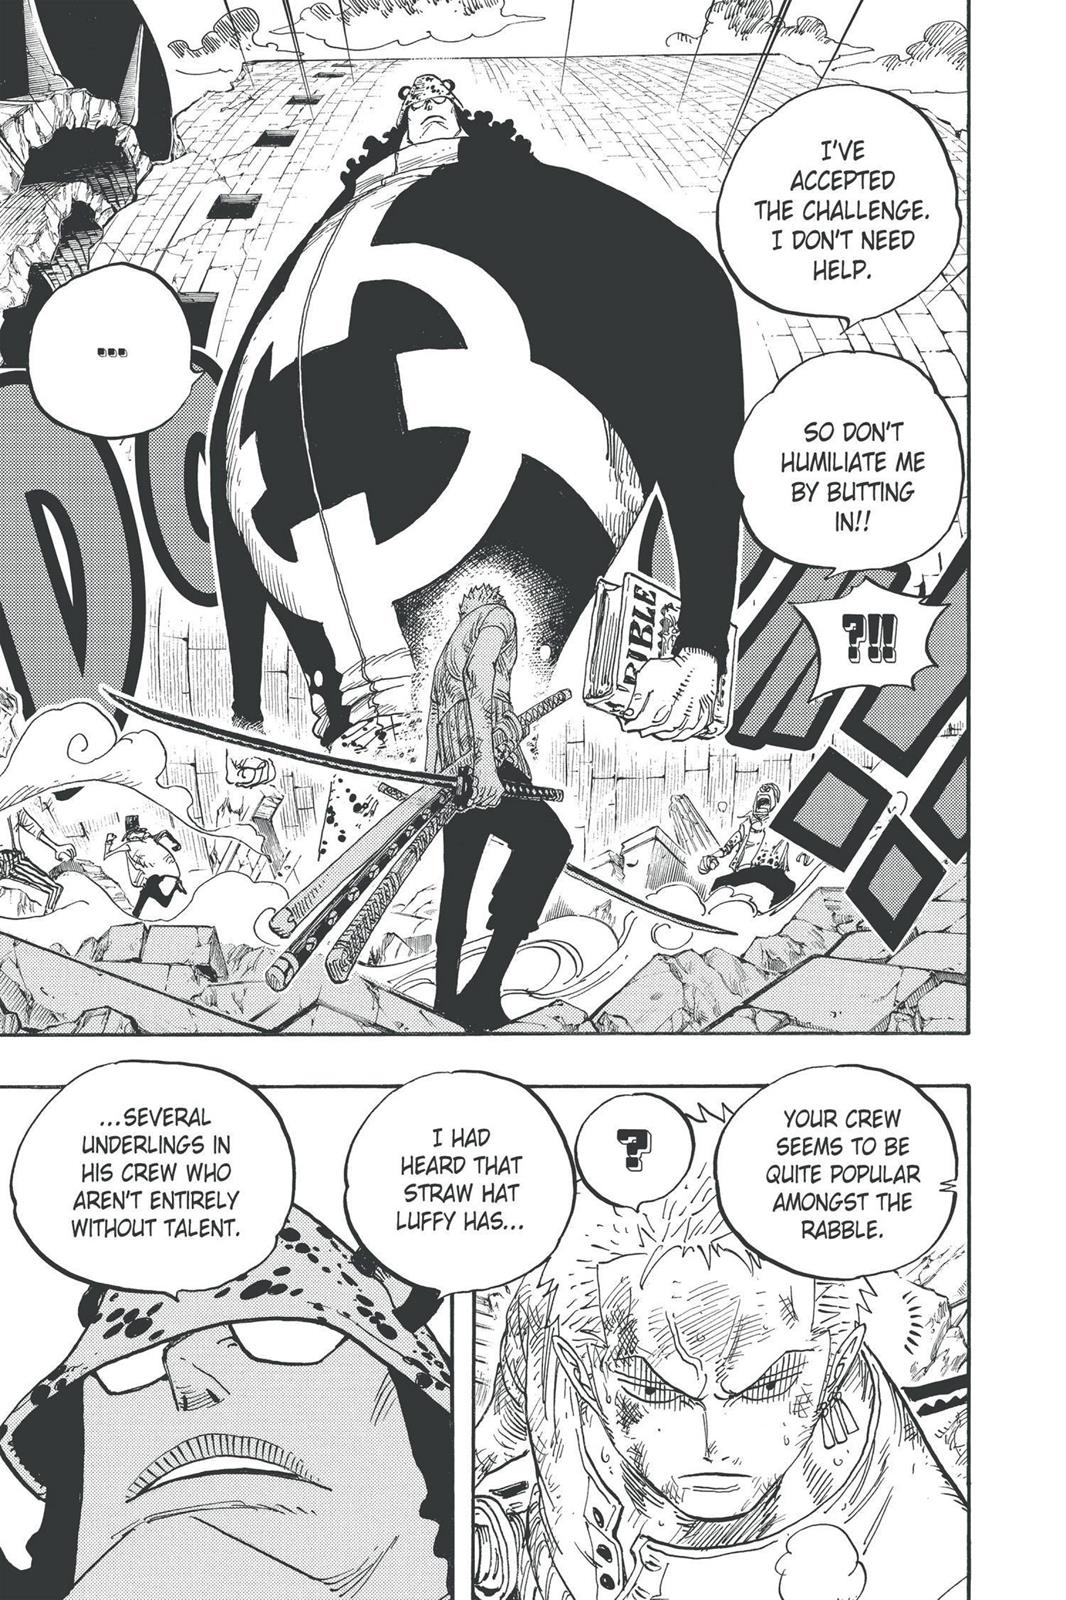 I'VE
ACCEPTED
THE CHALLENGE.
I DON'T NEED
HELP.
SO DON'T
HUMILIATE ME
BY BUTTING
IN!!
?!!
...
BIBLE
YOUR CREW
SEEMS TO BE
QUITE POPULAR
AMONGST THE
RABBLE.
?
I HAD
HEARD THAT
STRAW HAT
LUFFY HAS...
...SEVERAL
UNDERLINGS IN
HIS CREW WHO
AREN'T ENTIRELY
WITHOUT TALENT.